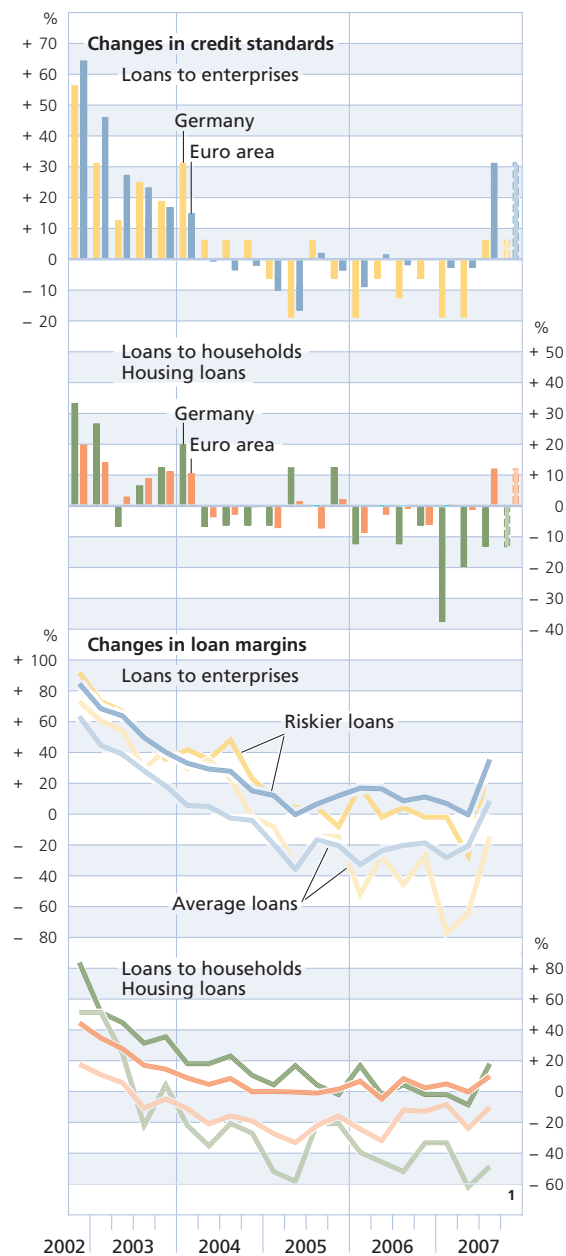 %
Changes in credit standards
+ 70
Loans to enterprises
+ 60
+ 50
Germany
+ 40
Euro area
+ 30
+ 20
+ 10
0
– 10
– 20
%
Loans to households
Housing loans
+ 50
+ 40
Germany
+ 30
Euro area
+ 20
+ 10
0
– 10
– 20
– 30
– 40
%
Changes in loan margins
+ 100
Loans to enterprises
+ 80
+ 60
Riskier loans
+ 40
+ 20
0
– 20
– 40
Average loans
– 60
– 80
%
Loans to households
Housing loans
+ 80
+ 60
+ 40
+ 20
0
– 20
– 40
– 60
1
2002 2003 2004 2005 2006 2007